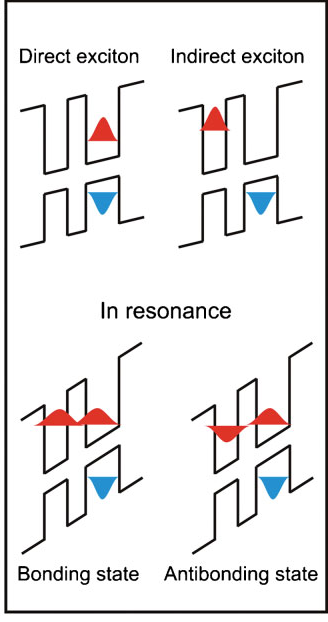 Direct exciton
Indirect exciton
In resonance
Bonding state
Antibonding state